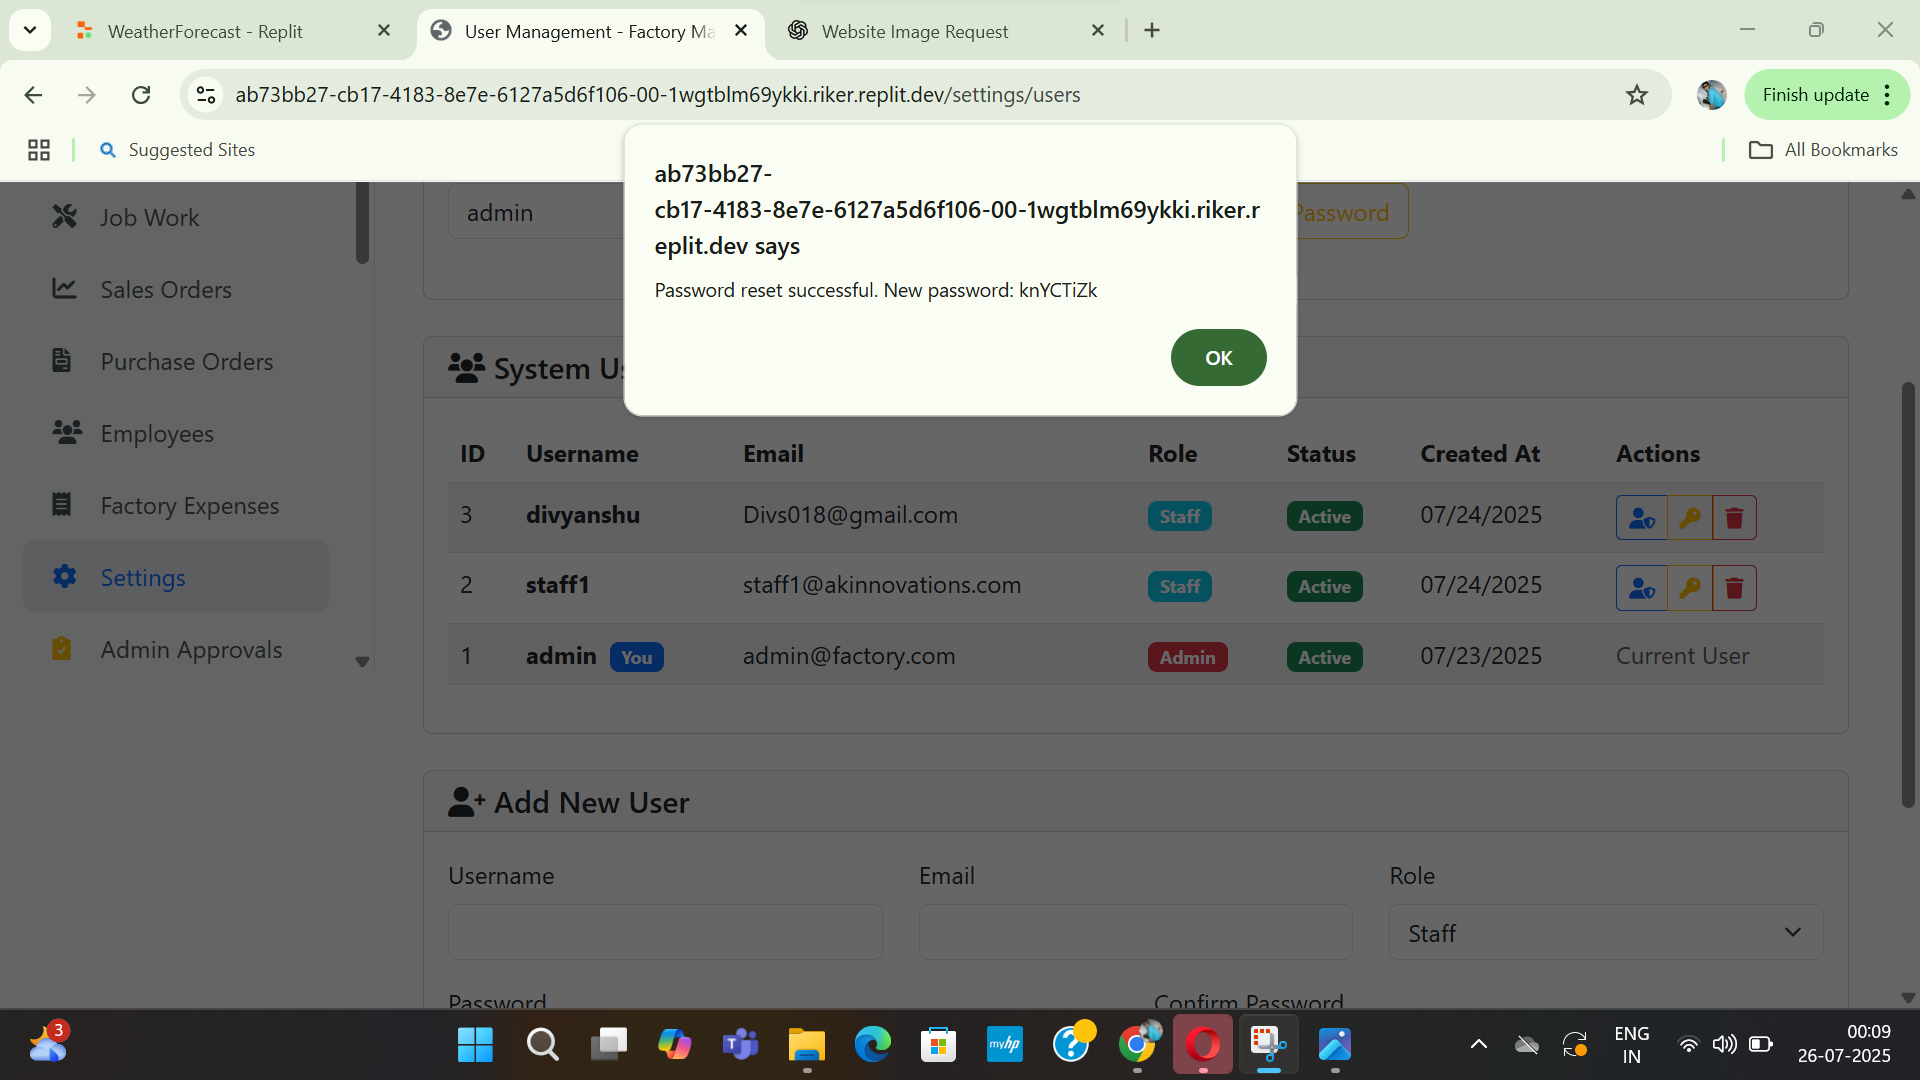 WeatherForecast - Replit
User Management - Factory Ma
Website Image Request
ab73bb27-cb17-4183-8e7e-6127a5d6f106-00-1wgtblm69ykki.riker.replit.dev/settings/users
Finish update
Suggested Sites
All Bookmarks
ab73bb27-
cb17-4183-8e7e-6127a5d6f106-00-1wgtblm69ykki.riker.r
eplit.dev says
Password reset successful. New password: knYCTiZk
OK
Job Work
Sales Orders
Purchase Orders
Employees
Factory Expenses
Settings
Admin Approvals
admin
Password
System Us
ID Username Email Role Status Created At Actions
3 divyanshu Divs018@gmail.com Staff Active 07/24/2025
2 staff1 staff1@akinnovations.com Staff Active 07/24/2025
1 admin You admin@factory.com Admin Active 07/23/2025 Current User
Add New User
Username Email Role
Staff
Password Confirm Password
3
myhp
ENG
IN
00:09
26-07-2025